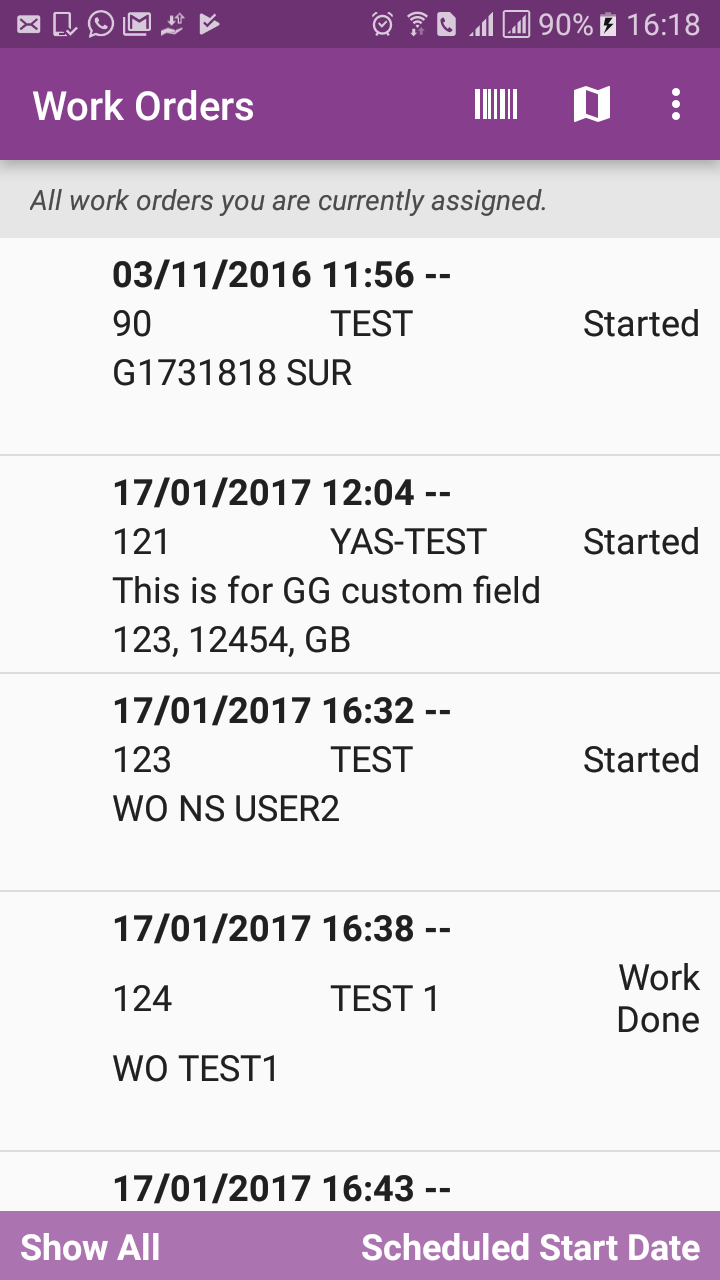 90% 16:18
Work Orders
All work orders you are currently assigned.
03/11/2016 11:56 --
90 TEST Started
G1731818 SUR
17/01/2017 12:04 --
121 YAS-TEST Started
This is for GG custom field
123, 12454, GB
17/01/2017 16:32 --
123 TEST Started
WO NS USER2
17/01/2017 16:38 --
124 TEST 1 Work
Done
WO TEST1
17/01/2017 16:43 --
Show All Scheduled Start Date